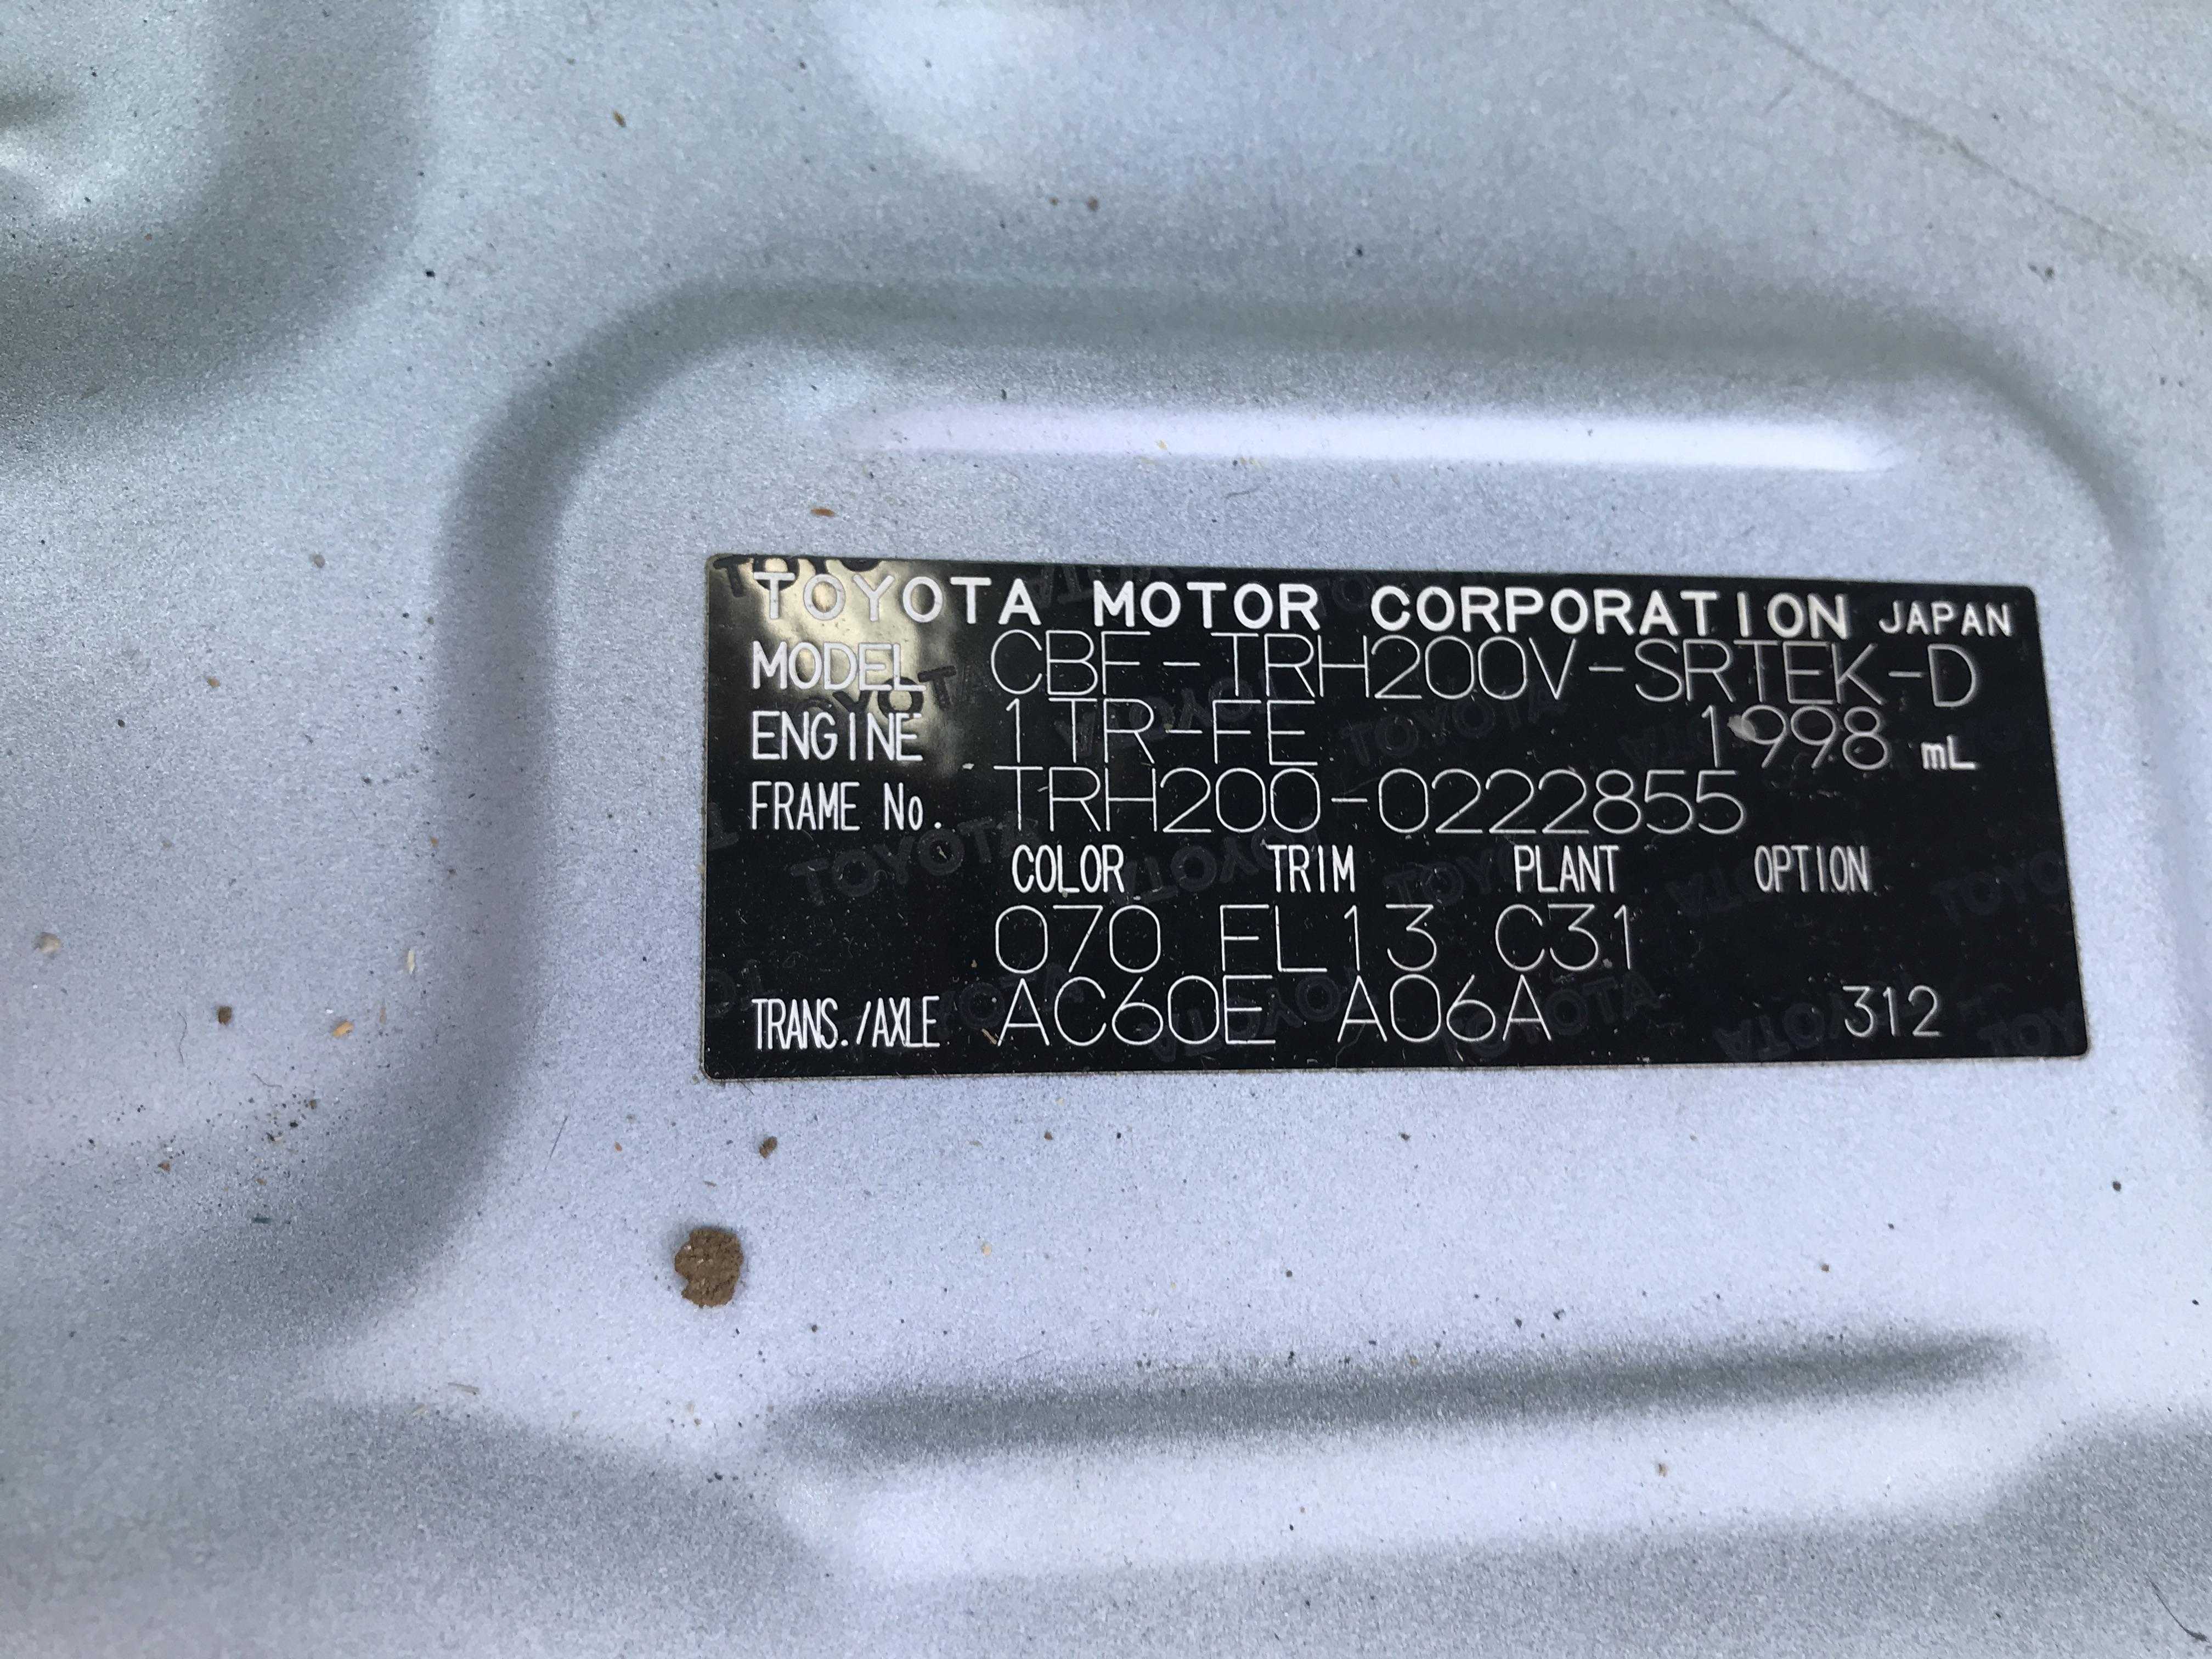 TOYOTA MOTOR CORPORATION JAPAN
MODEL CBF-TRH200V-SRTEK-D
ENGINE 1TR-FE 1998 mL
FRAME No. TRH200-0222855
COLOR TRIM PLANT OPTION
070 FL13 C31
TRANS./AXLE AC60E A06A 312